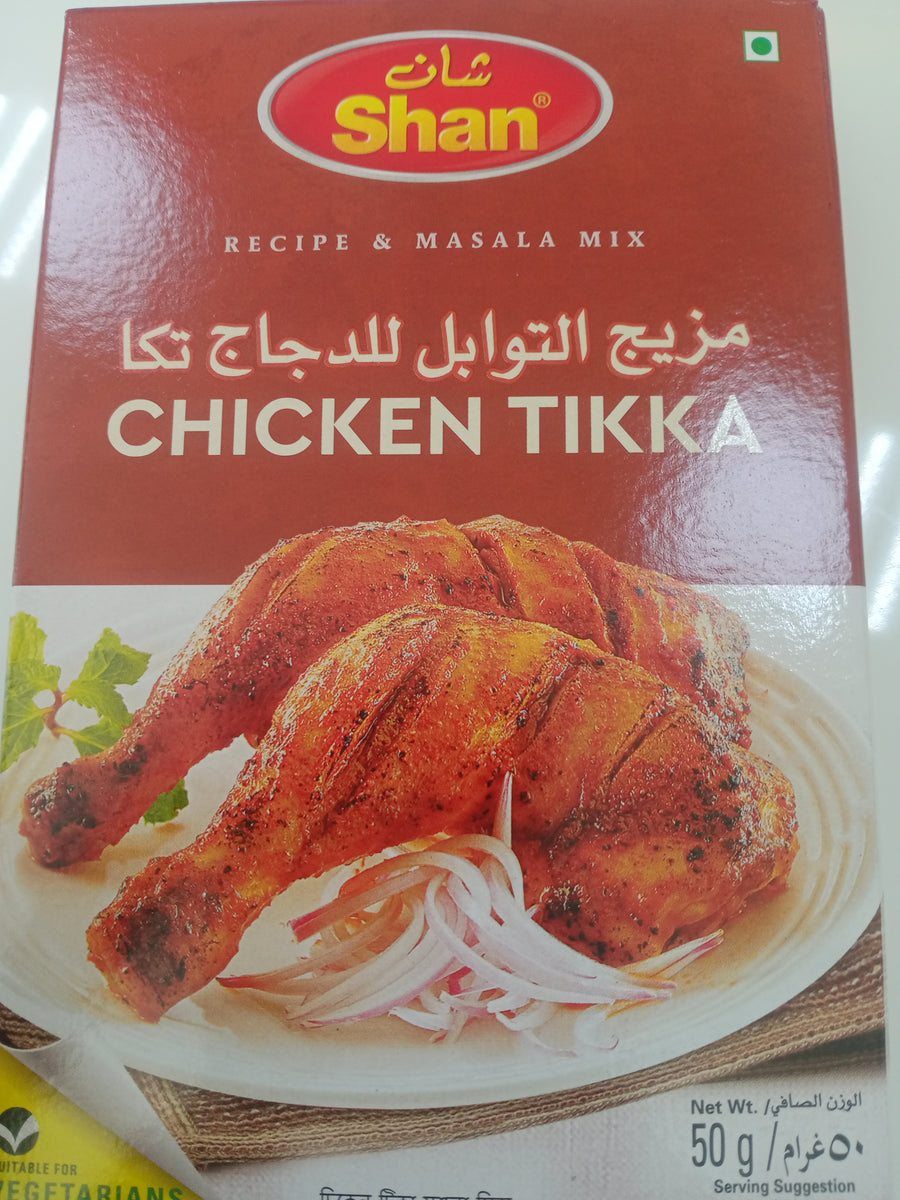 شان
Shan®
RECIPE & MASALA MIX
مزيج التوابل للدجاج تكا
CHICKEN TIKKA
Net Wt. / الوزن الصافي
50 g / ٥٠ غرام
Serving Suggestion
SUITABLE FOR
VEGETARIANS